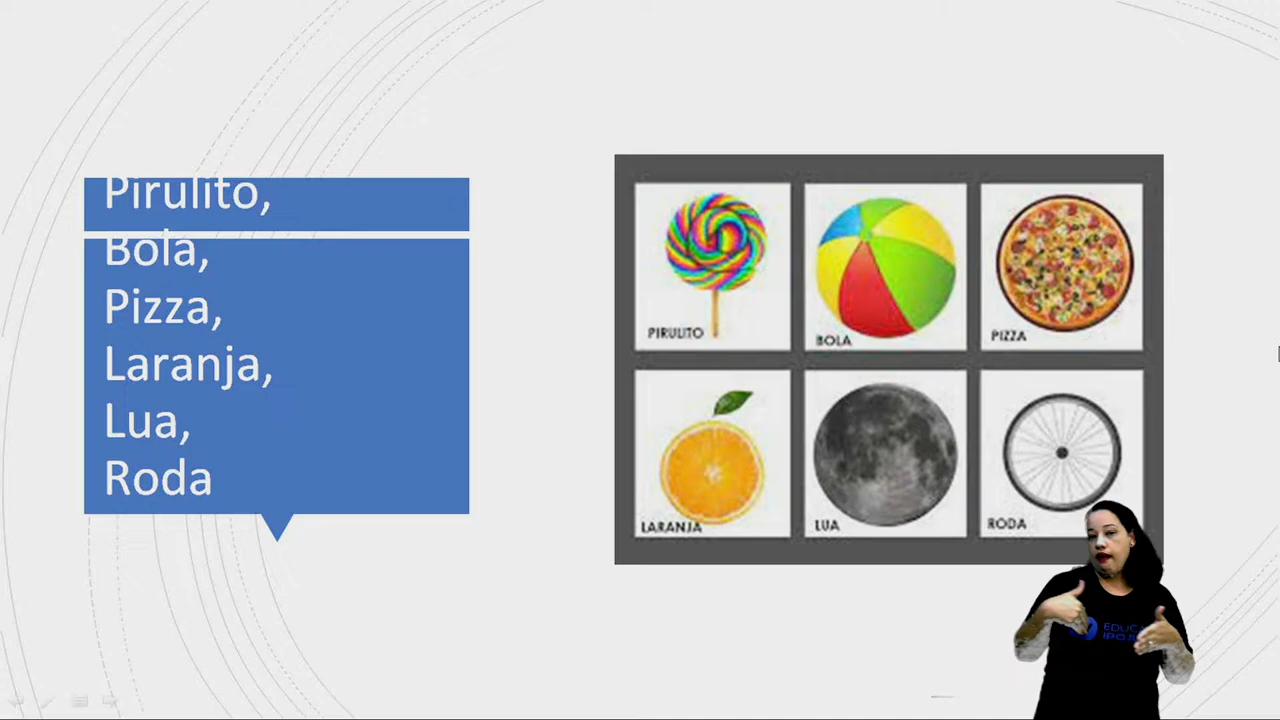 Pirulito,
Bola,
Pizza,
Laranja,
Lua,
Roda
PIRULITO
BOLA
PIZZA
LARANJA
LUA
RODA